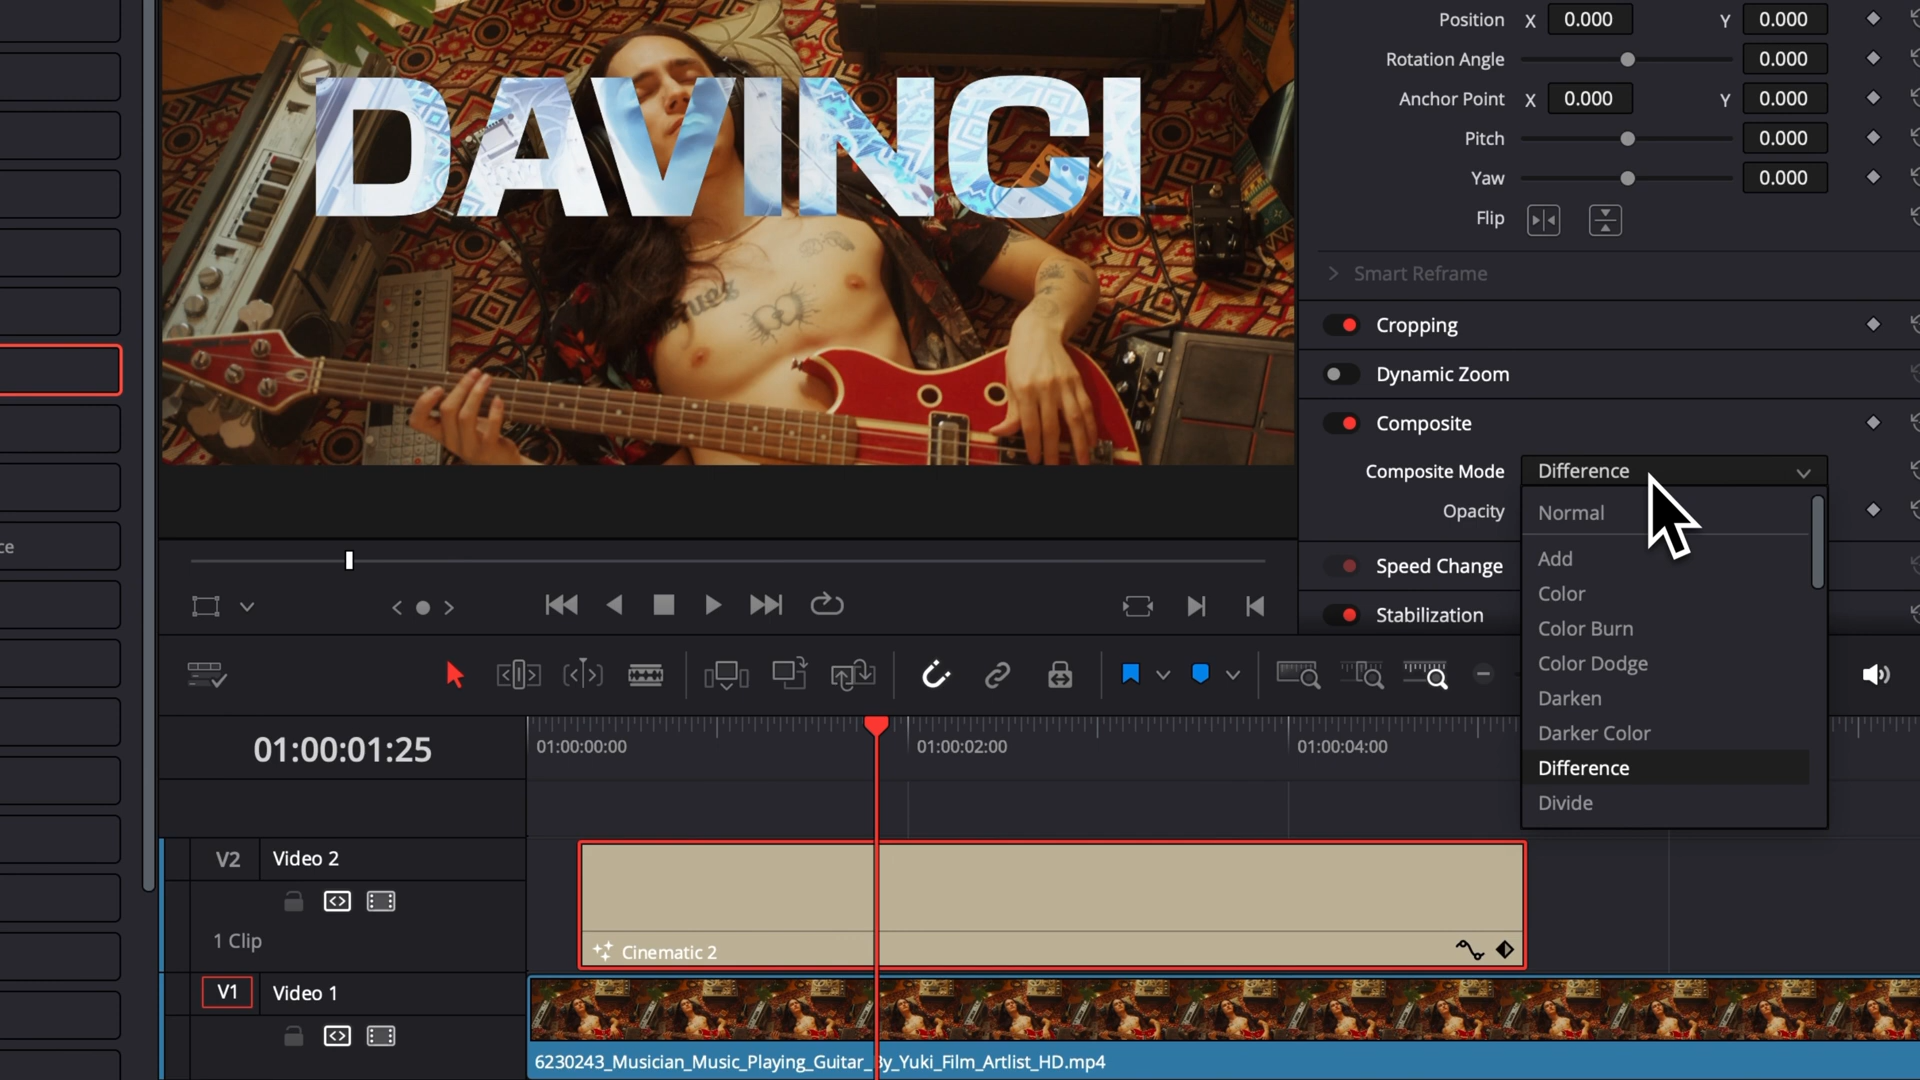 Position X 0.000 Y 0.000
Rotation Angle 0.000
Anchor Point X 0.000 Y 0.000
Pitch 0.000
Yaw 0.000
Flip
Smart Reframe
Cropping
Dynamic Zoom
Composite
Composite Mode Difference
Opacity
Normal
Add
Color
Color Burn
Color Dodge
Darken
Darker Color
Difference
Divide
Speed Change
Stabilization
DAVINCI
ce
01:00:01:25
01:00:00:00
01:00:02:00
01:00:04:00
V2 Video 2
1 Clip
Cinematic 2
V1 Video 1
6230243_Musician_Music_Playing_Guitar_By_Yuki_Film_Artlist_HD.mp4